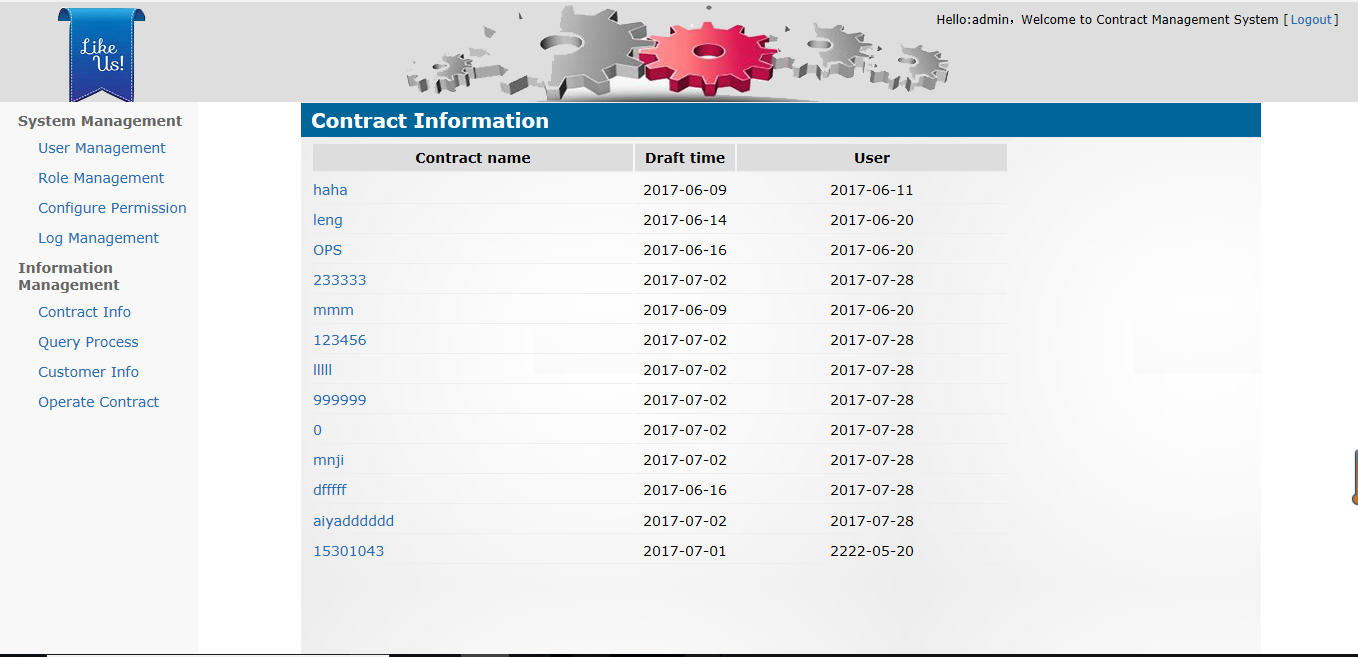 Like
Us!
Hello:admin，Welcome to Contract Management System [Logout]
System Management
User Management
Role Management
Configure Permission
Log Management
Information
Management
Contract Info
Query Process
Customer Info
Operate Contract
Contract Information
Contract name Draft time User
haha 2017-06-09 2017-06-11
leng 2017-06-14 2017-06-20
OPS 2017-06-16 2017-06-20
233333 2017-07-02 2017-07-28
mmm 2017-06-09 2017-06-20
123456 2017-07-02 2017-07-28
lllll 2017-07-02 2017-07-28
999999 2017-07-02 2017-07-28
0 2017-07-02 2017-07-28
mnji 2017-07-02 2017-07-28
dfffff 2017-06-16 2017-07-28
aiyadddddd 2017-07-02 2017-07-28
15301043 2017-07-01 2222-05-20